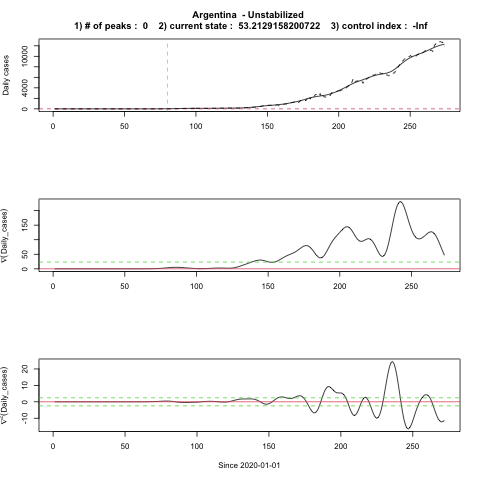 Argentina - Unstabilized
1) # of peaks : 0 2) current state : 53.2129158200722 3) control index : -Inf
Daily cases
0 4000 10000
0 50 100 150 200 250
∇(Daily_cases)
0 50 150
0 50 100 150 200 250
∇²(Daily_cases)
-10 0 10 20
0 50 100 150 200 250
Since 2020-01-01